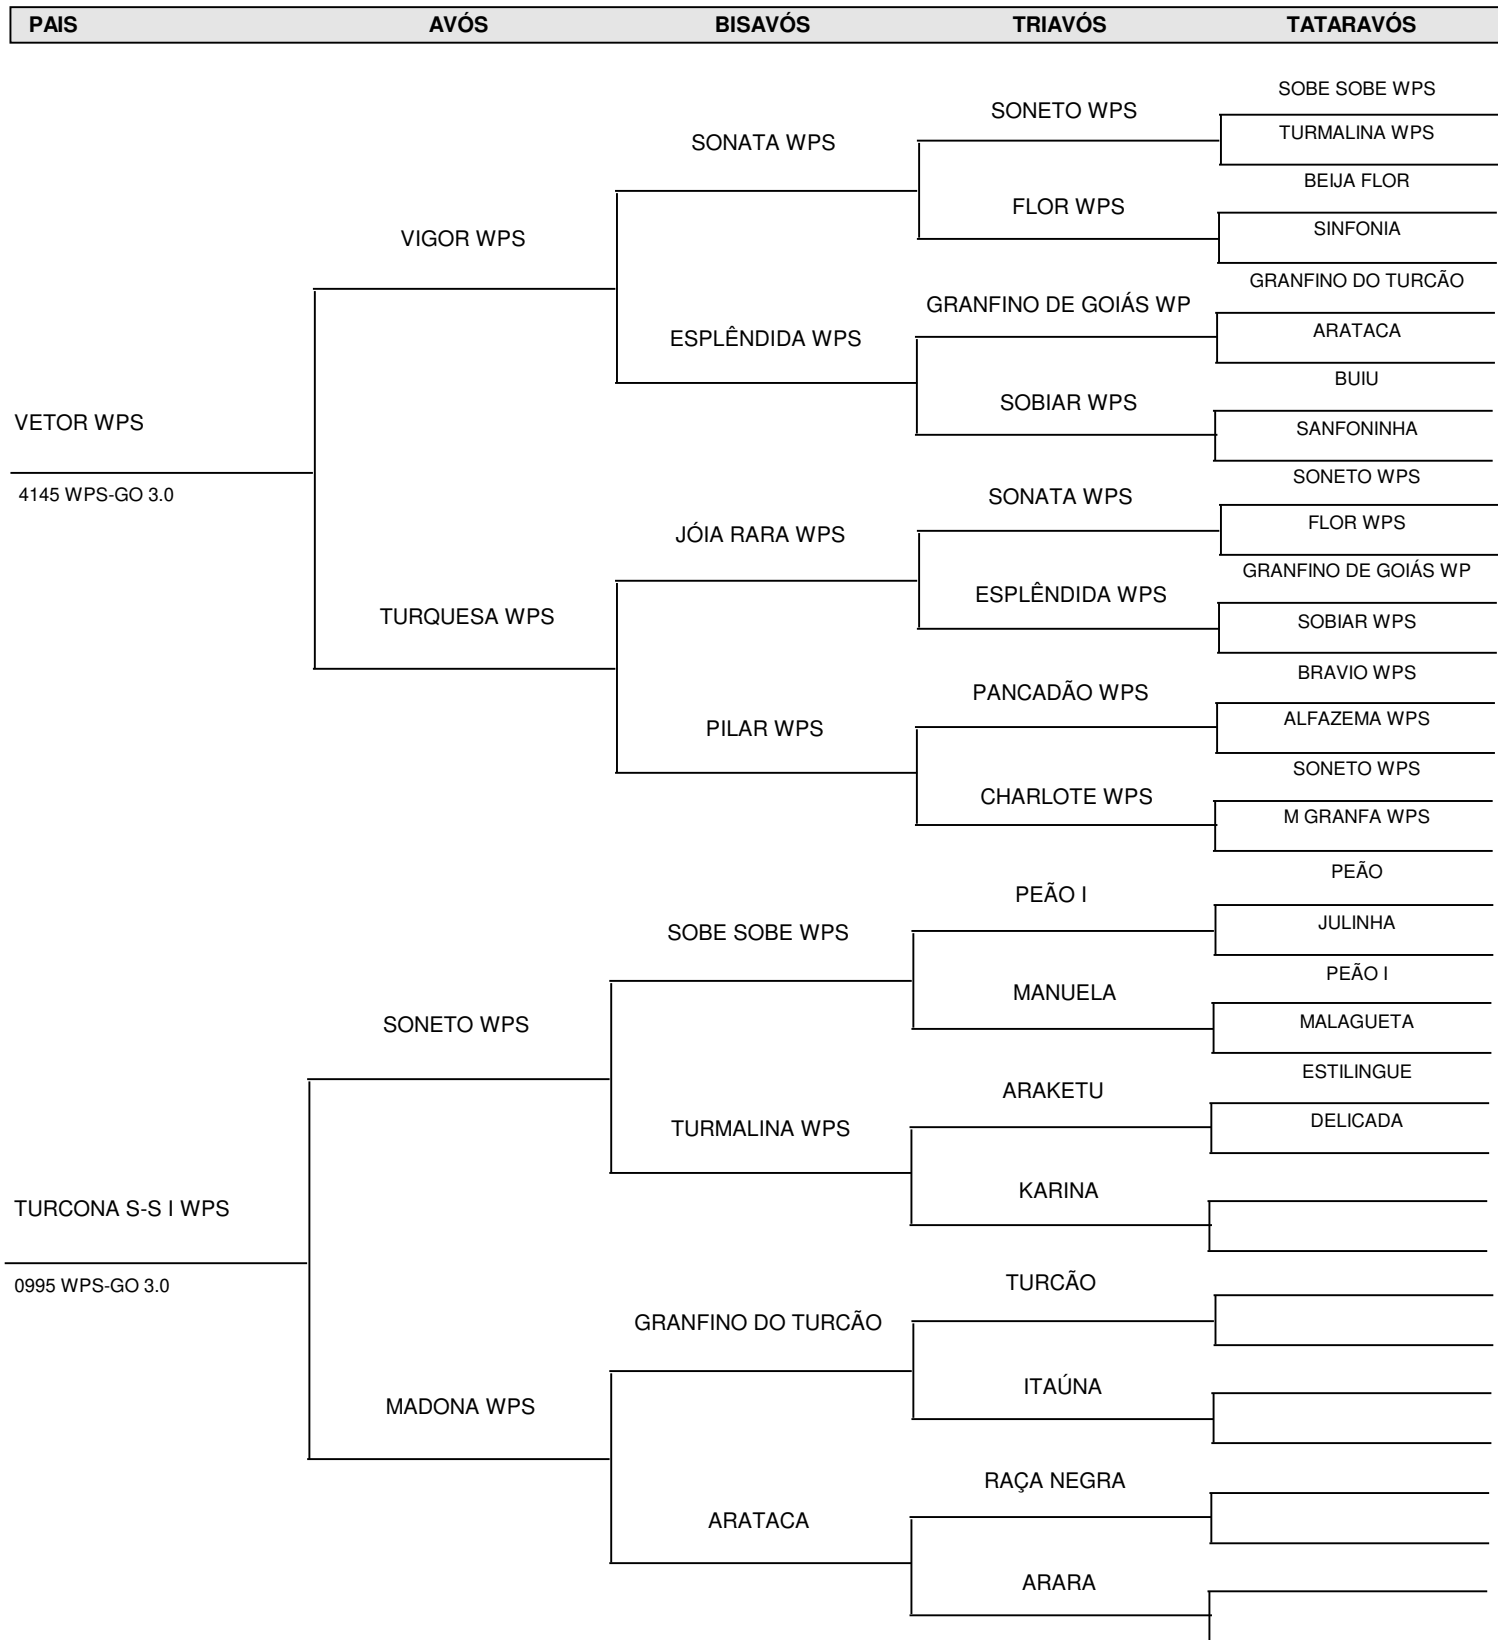 PAIS AVÓS BISAVÓS TRIAVÓS TATARAVÓS
SOBE SOBE WPS
SONETO WPS
TURMALINA WPS
SONATA WPS
BEIJA FLOR
FLOR WPS
SINFONIA
VIGOR WPS
GRANFINO DO TURCÃO
GRANFINO DE GOIÁS WP
ARATACA
ESPLÊNDIDA WPS
BUIU
SOBIAR WPS
VETOR WPS
SANFONINHA
SONETO WPS
4145 WPS-GO 3.0
SONATA WPS
FLOR WPS
JÓIA RARA WPS
GRANFINO DE GOIÁS WP
ESPLÊNDIDA WPS
TURQUESA WPS
SOBIAR WPS
BRAVIO WPS
PANCADÃO WPS
ALFAZEMA WPS
PILAR WPS
SONETO WPS
CHARLOTE WPS
M GRANFA WPS
PEÃO
PEÃO I
JULINHA
SOBE SOBE WPS
PEÃO I
MANUELA
MALAGUETA
SONETO WPS
ESTILINGUE
ARAKETU
DELICADA
TURMALINA WPS
KARINA
TURCONA S-S I WPS
0995 WPS-GO 3.0
TURCÃO
GRANFINO DO TURCÃO
ITAÚNA
MADONA WPS
RAÇA NEGRA
ARATACA
ARARA